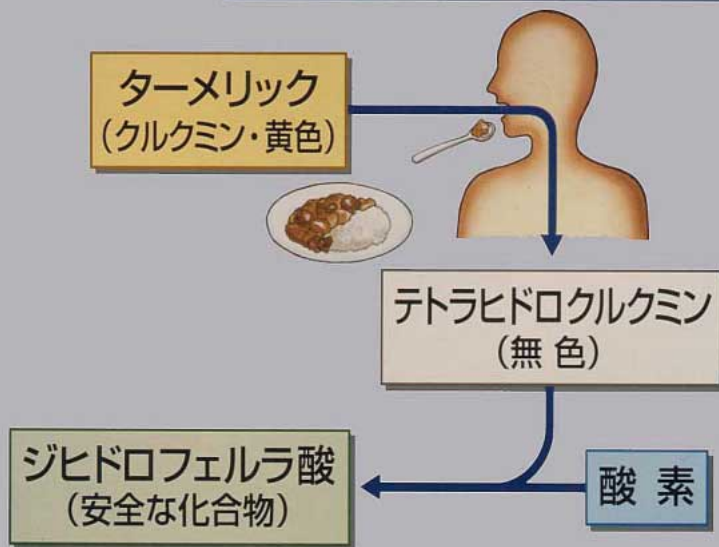 ターメリック
（クルクミン・黄色）
テトラヒドロクルクミン
（無 色）
ジヒドロフェルラ酸
（安全な化合物）
酸 素